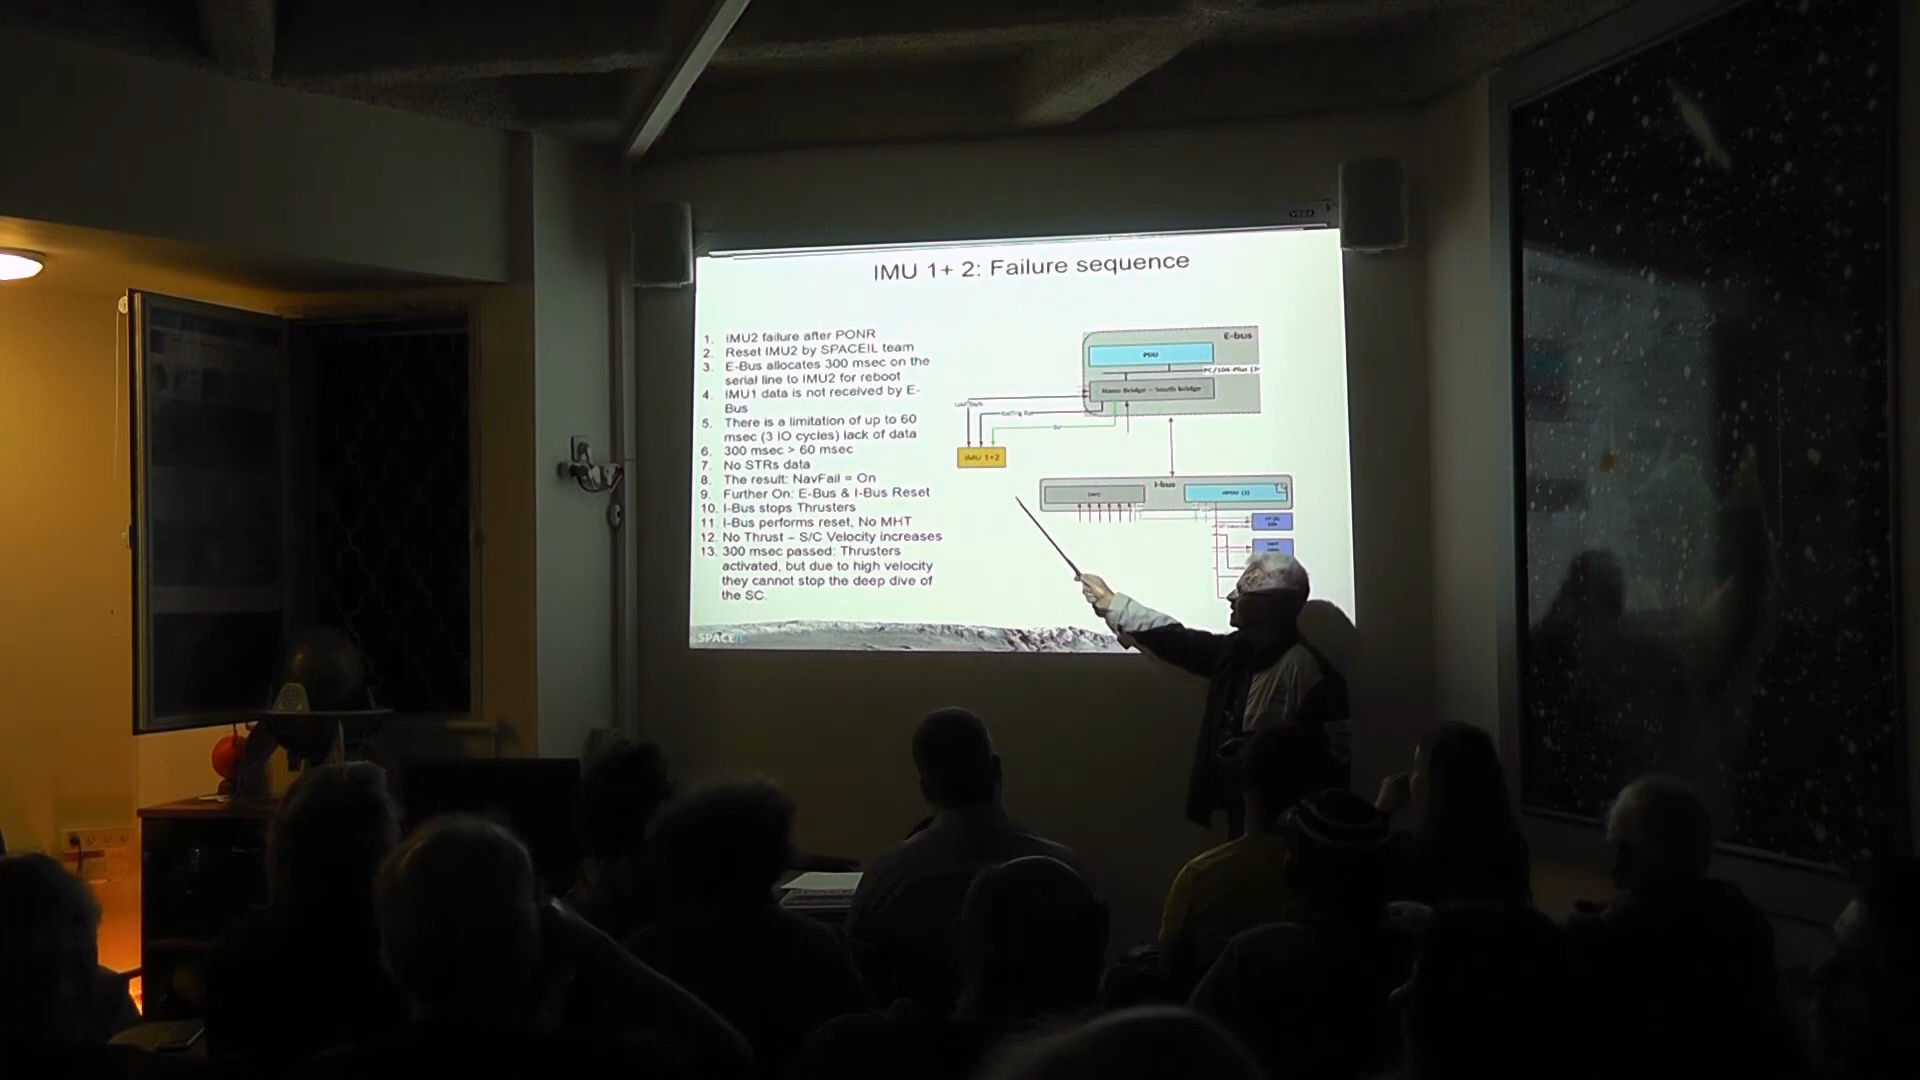 VEGA
IMU 1+ 2: Failure sequence
1. IMU2 failure after PONR
2. Reset IMU2 by SPACEIL team
3. E-Bus allocates 300 msec on the
serial line to IMU2 for reboot
4. IMU1 data is not received by E-
Bus
5. There is a limitation of up to 60
msec (3 IO cycles) lack of data
6. 300 msec > 60 msec
7. No STRs data
8. The result: NavFail = On
9. Further On: E-Bus & I-Bus Reset
10. I-Bus stops Thrusters
11. I-Bus performs reset, No MHT
12. No Thrust – S/C Velocity increases
13. 300 msec passed: Thrusters
activated, but due to high velocity
they cannot stop the deep dive of
the SC.
E-bus
PDU
Nano Bridge – South bridge
IMU 1+2
I-bus
SPACEIL